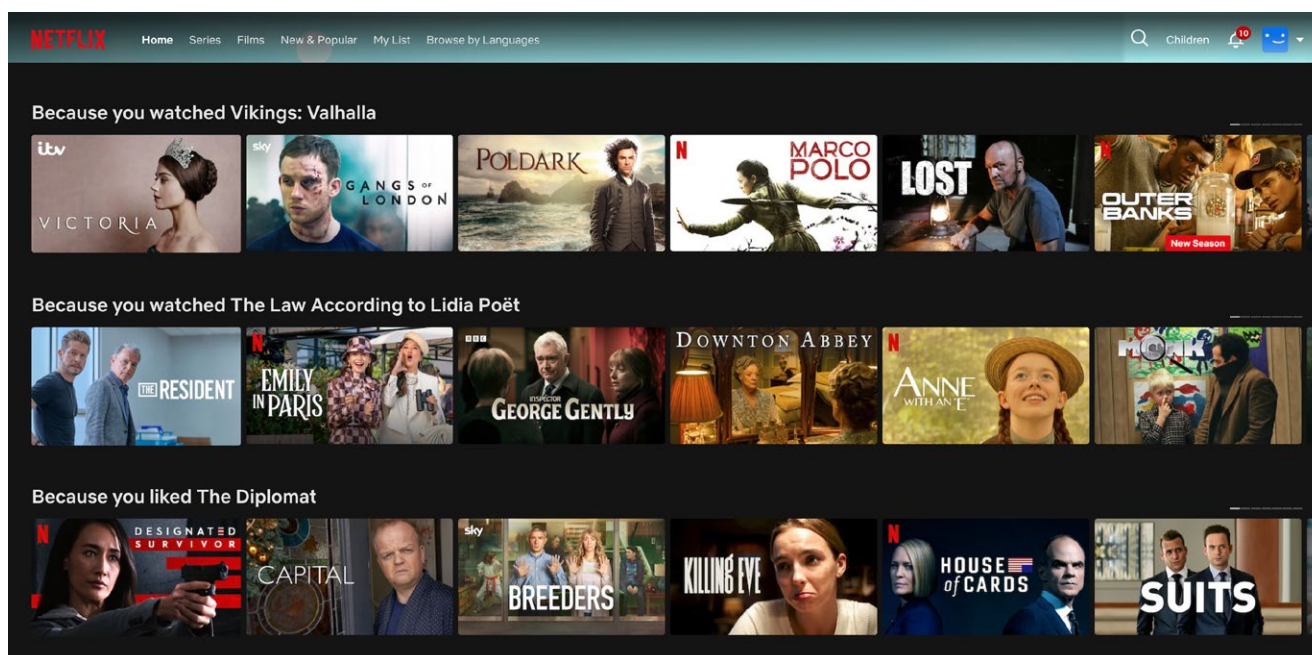 NETFLIX Home Series Films New & Popular My List Browse by Languages Children 10
Because you watched Vikings: Valhalla
itv
VICTORIA
sky
GANGS OF
LONDON
POLDARK
N
MARCO
POLO
LOST
N
OUTER
BANKS
New Season
Because you watched The Law According to Lidia Poët
THE RESIDENT
N
EMILY
IN PARIS
BBC
INSPECTOR
GEORGE GENTLY
DOWNTON ABBEY
N
ANNE
WITH AN "E"
MONK
Because you liked The Diplomat
N
DESIGNATED
SURVIVOR
CAPITAL
sky
BREEDERS
KILLING EVE
N
HOUSE
of CARDS
SUITS